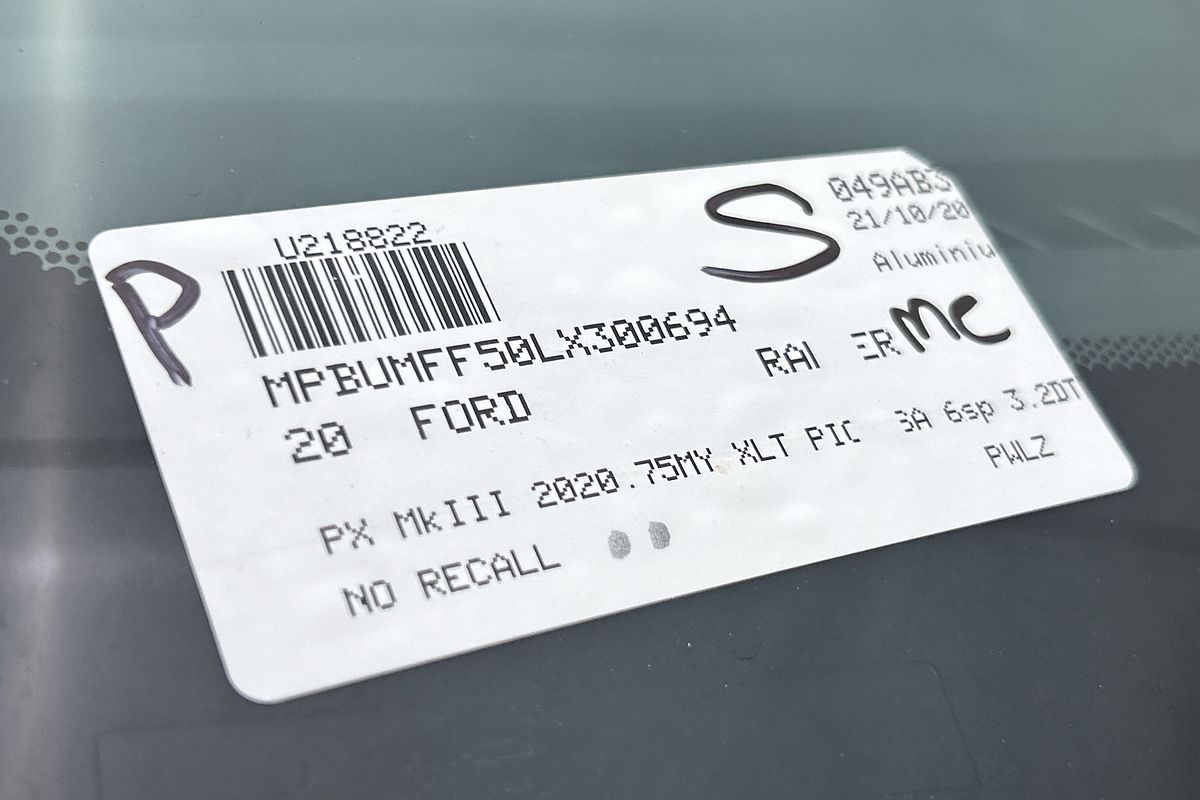 P
S
U218822
049AB3
21/10/20
Aluminiu
MPBUMFF50LX300694
20 FORD RAI ER MC
PX MkIII 2020.75MY XLT PIC 3A 6sp 3.2DT
NO RECALL PWLZ